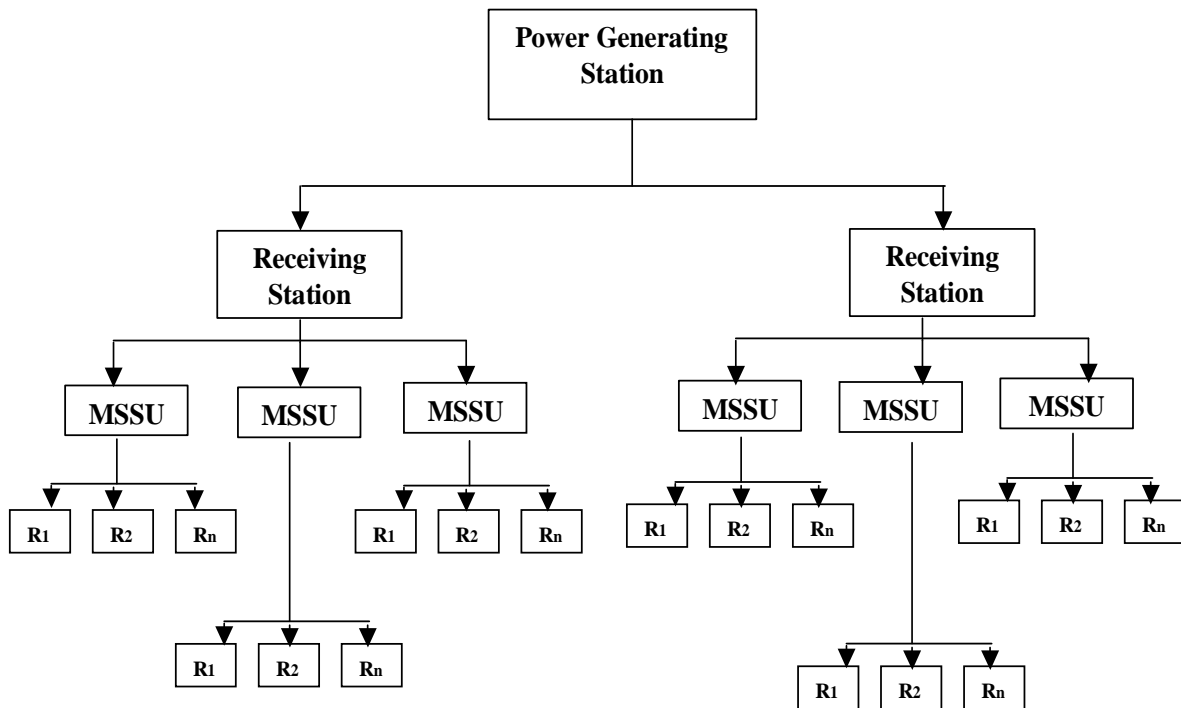 Power Generating
Station
Receiving
Station
Receiving
Station
MSSU
MSSU
MSSU
MSSU
MSSU
MSSU
R1
R2
Rn
R1
R2
Rn
R1
R2
Rn
R1
R2
Rn
R1
R2
Rn
R1
R2
Rn